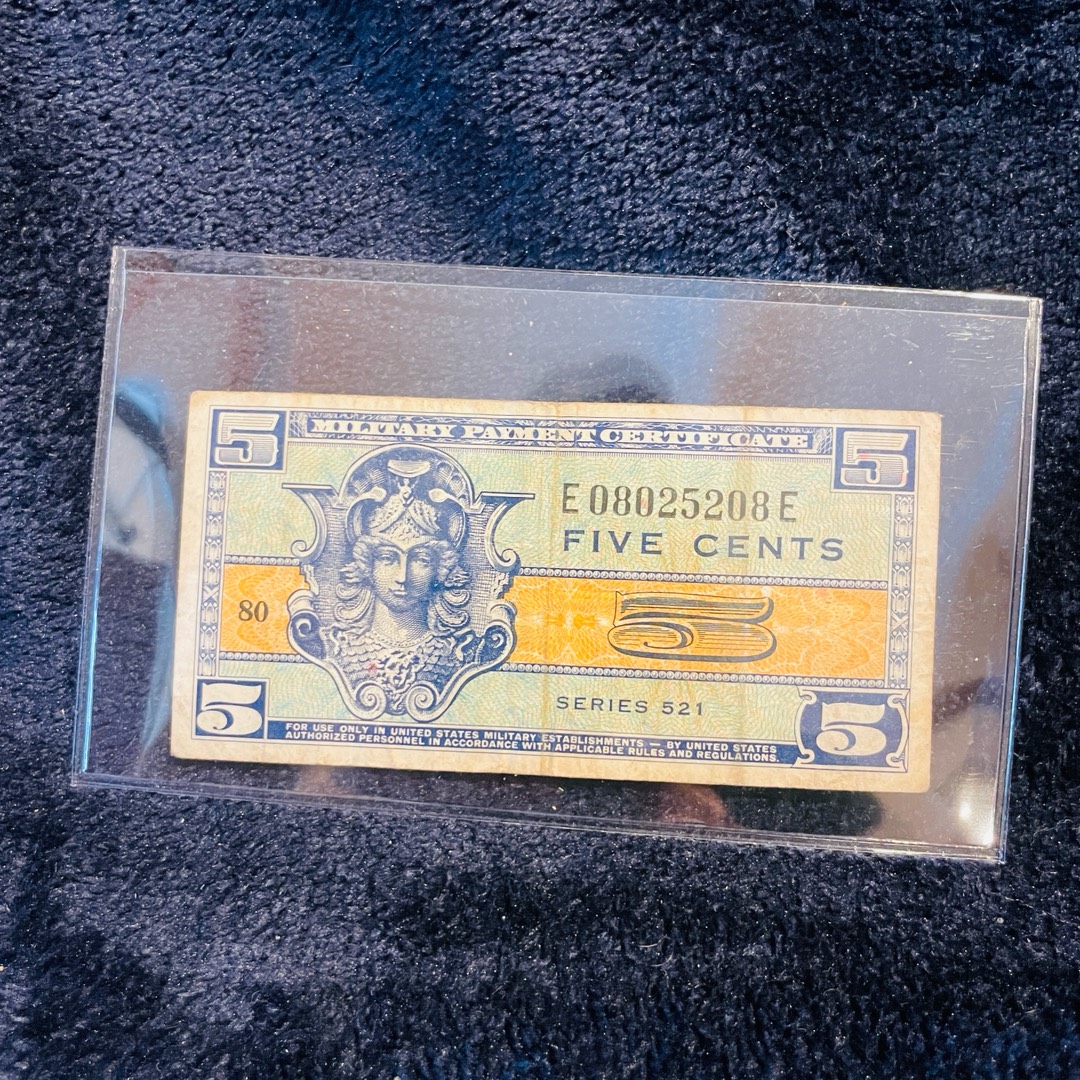 5 MILITARY PAYMENT CERTIFICATE 5
E08025208E
FIVE CENTS
80 5
SERIES 521
5 FOR USE ONLY IN UNITED STATES MILITARY ESTABLISHMENTS — BY UNITED STATES 5
AUTHORIZED PERSONNEL IN ACCORDANCE WITH APPLICABLE RULES AND REGULATIONS.